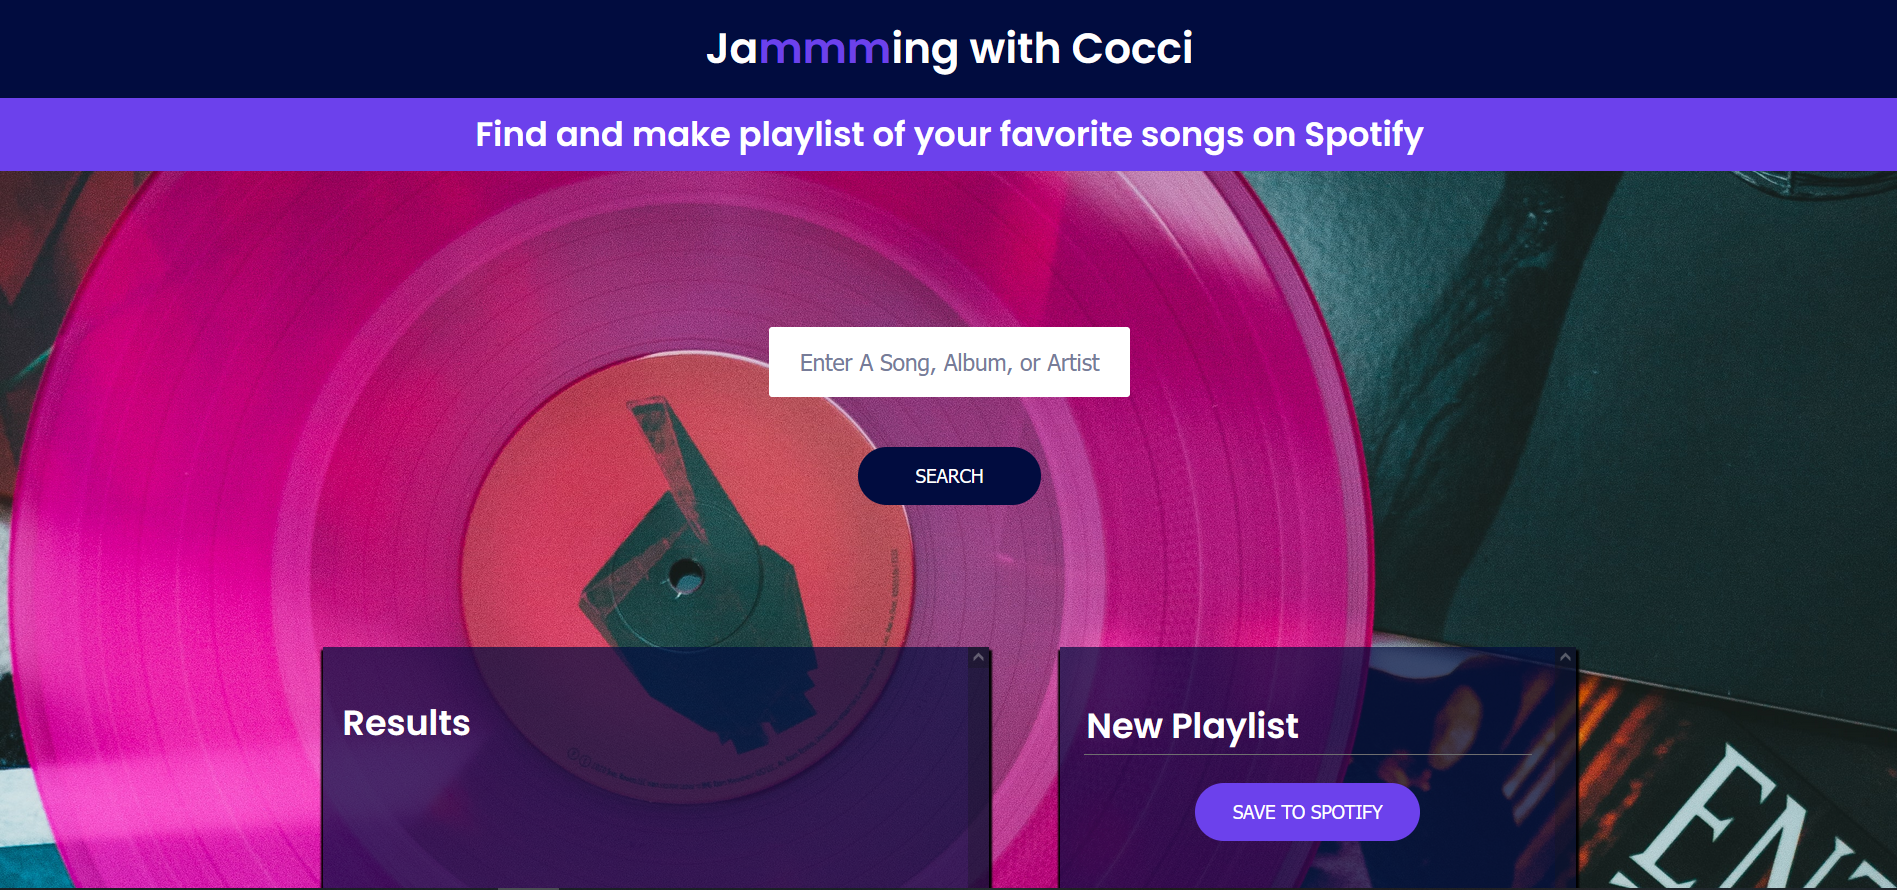 Jammming with Cocci
Find and make playlist of your favorite songs on Spotify
Enter A Song, Album, or Artist
SEARCH
Results
New Playlist
SAVE TO SPOTIFY